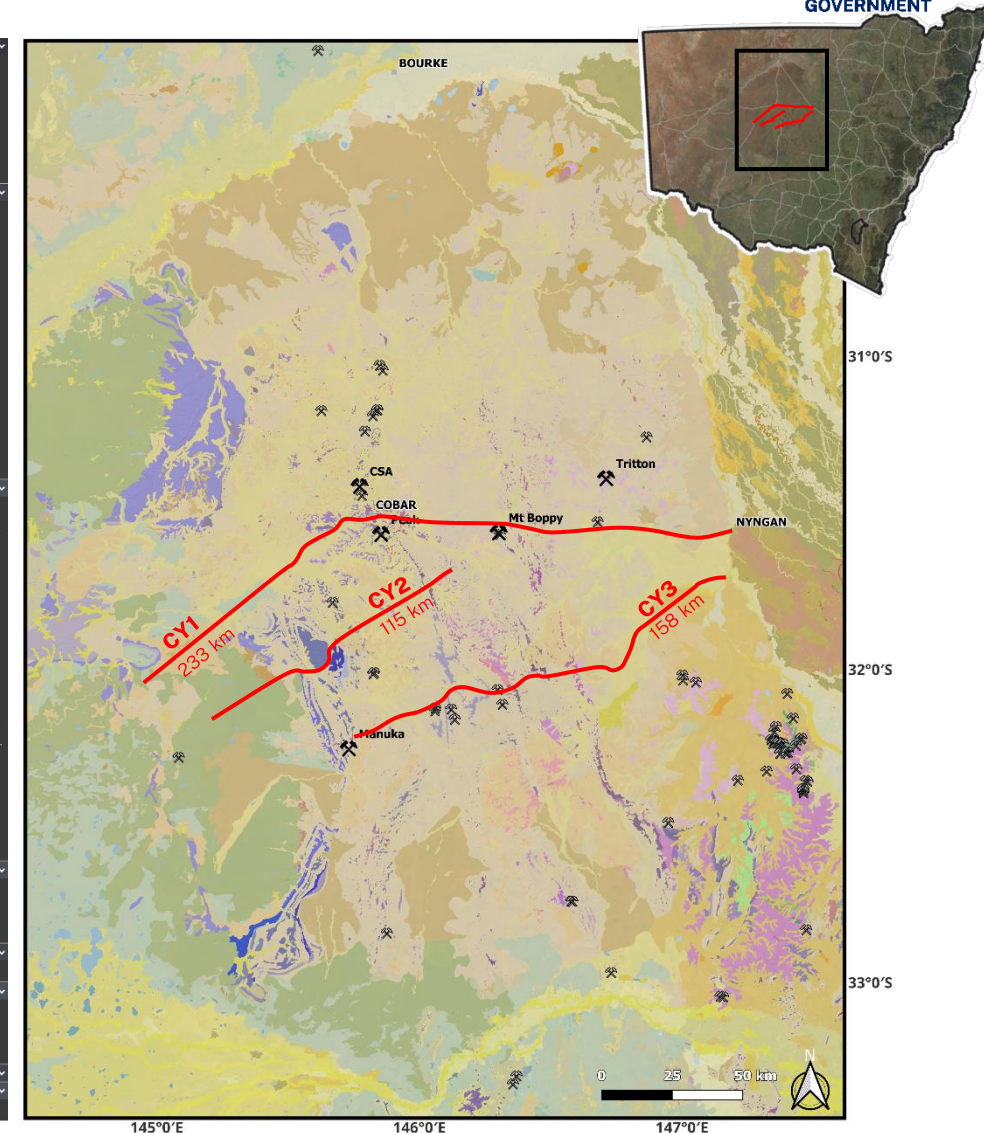 GOVERNMENT
BOURKE
31°0′S
CSA
Tritton
COBAR
Peak
Mt Boppy
NYNGAN
CY1
233 km
CY2
115 km
CY3
158 km
32°0′S
Manuka
33°0′S
N
0 25 50 km
145°0′E 146°0′E 147°0′E